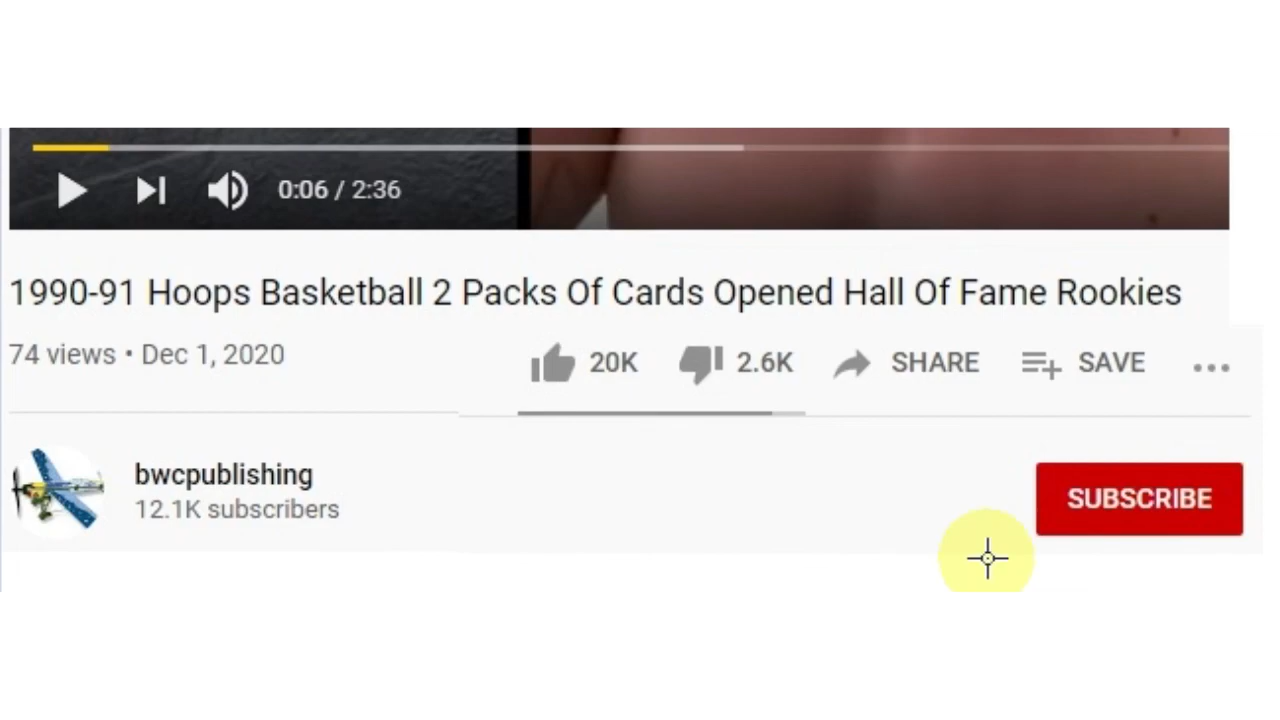 0:06 / 2:36
1990-91 Hoops Basketball 2 Packs Of Cards Opened Hall Of Fame Rookies
74 views • Dec 1, 2020
20K 2.6K SHARE SAVE
bwcpublishing
12.1K subscribers
SUBSCRIBE